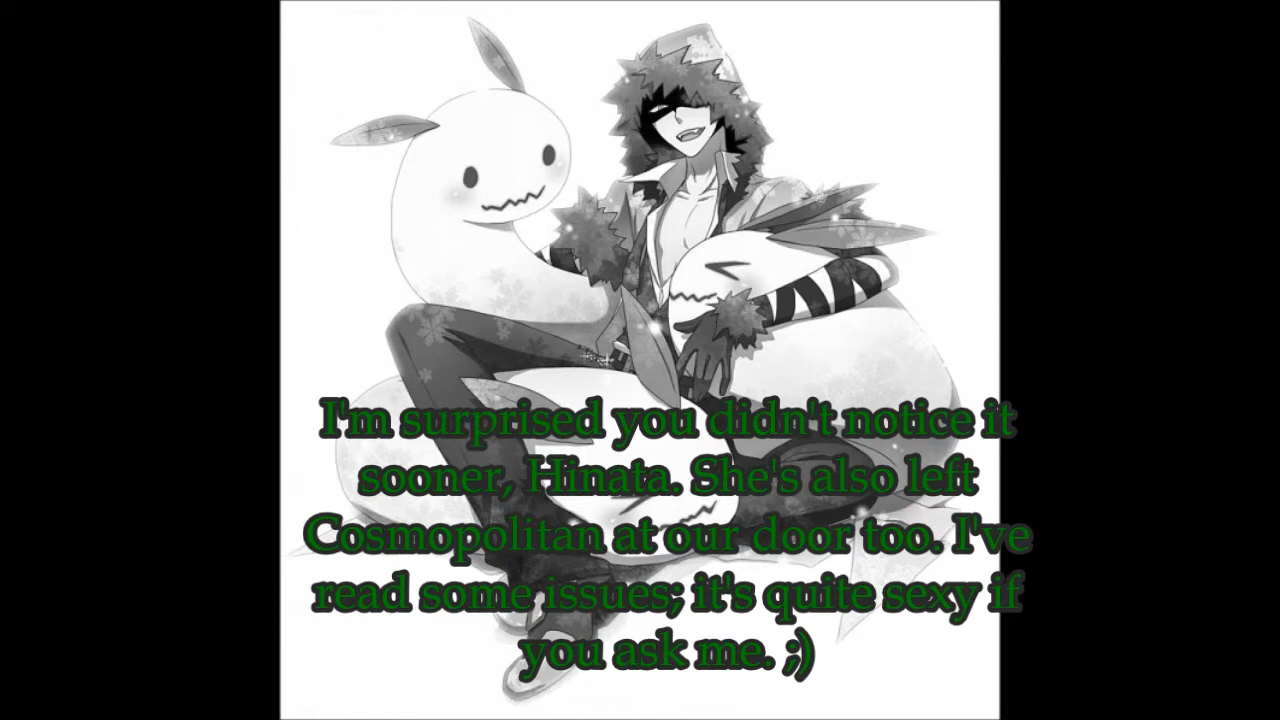 I'm surprised you didn't notice it
sooner, Hinata. She's also left
Cosmopolitan at our door too. I've
read some issues; it's quite sexy if
you ask me. ;)